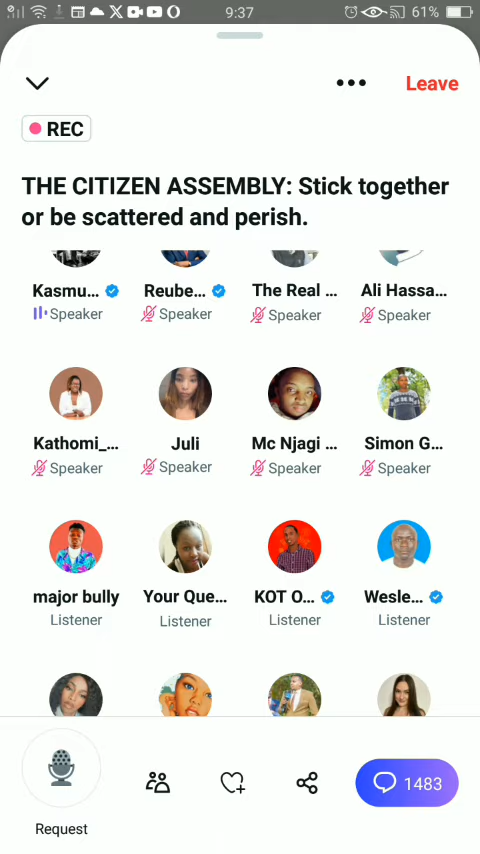 9:37
61%
Leave
REC
THE CITIZEN ASSEMBLY: Stick together
or be scattered and perish.
Kasmu... Reube... The Real ... Ali Hassa...
Speaker Speaker Speaker Speaker
Kathomi_... Juli Mc Njagi ... Simon G...
Speaker Speaker Speaker Speaker
major bully Your Que... KOT O... Wesle...
Listener Listener Listener Listener
1483
Request